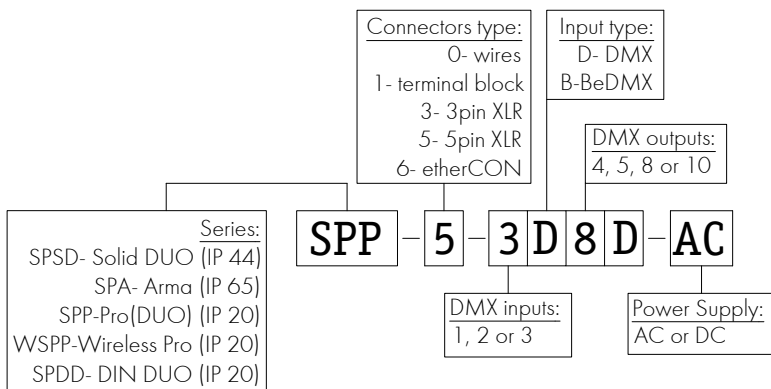 Connectors type:
0- wires
1- terminal block
3- 3pin XLR
5- 5pin XLR
6- etherCON
Input type:
D- DMX
B-BeDMX
DMX outputs:
4, 5, 8 or 10
Series:
SPSD- Solid DUO (IP 44)
SPA- Arma (IP 65)
SPP-Pro(DUO) (IP 20)
WSPP-Wireless Pro (IP 20)
SPDD- DIN DUO (IP 20)
SPP-5-3D8D-AC
DMX inputs:
1, 2 or 3
Power Supply:
AC or DC